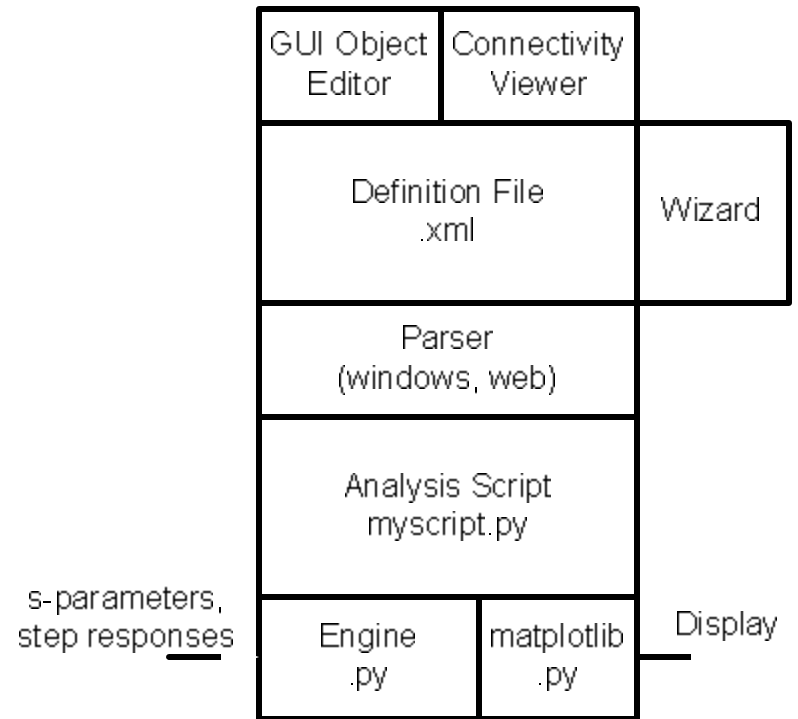 GUI Object
Editor
Connectivity
Viewer
Definition File
.xml
Wizard
Parser
(windows, web)
Analysis Script
myscript.py
s-parameters,
step responses
Engine
.py
matplotlib
.py
Display